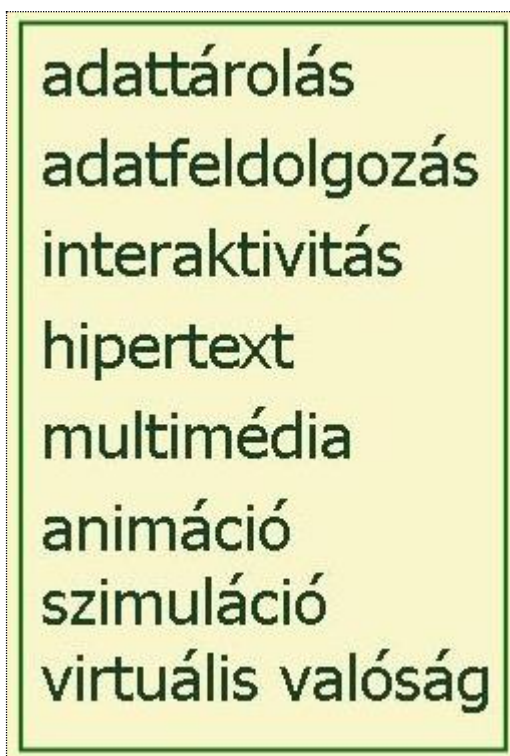 adattárolás
adatfeldolgozás
interaktivitás
hipertext
multimédia
animáció
szimuláció
virtuális valóság